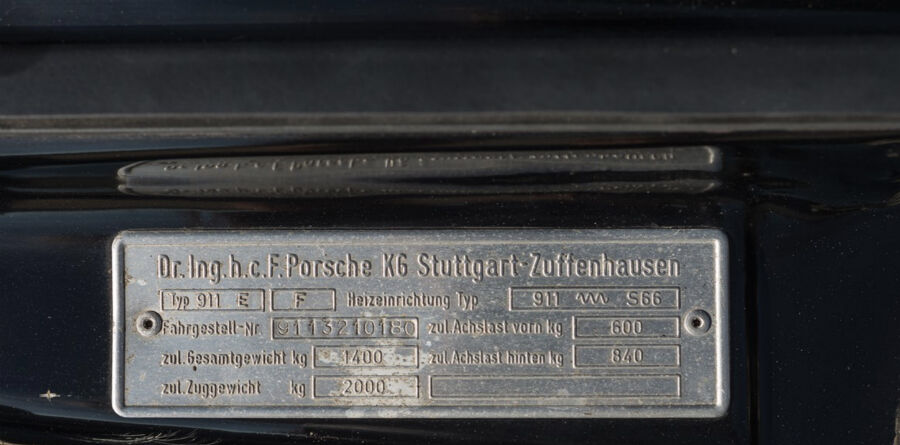 Dr.Ing.h.c.F.Porsche KG Stuttgart-Zuffenhausen
Typ 911 E F Heizeinrichtung Typ 911 S66
Fahrgestell-Nr. 9113210180 zul.Achslast vorn kg 600
zul.Gesamtgewicht kg 1400 zul.Achslast hinten kg 840
zul.Zuggewicht kg 2000